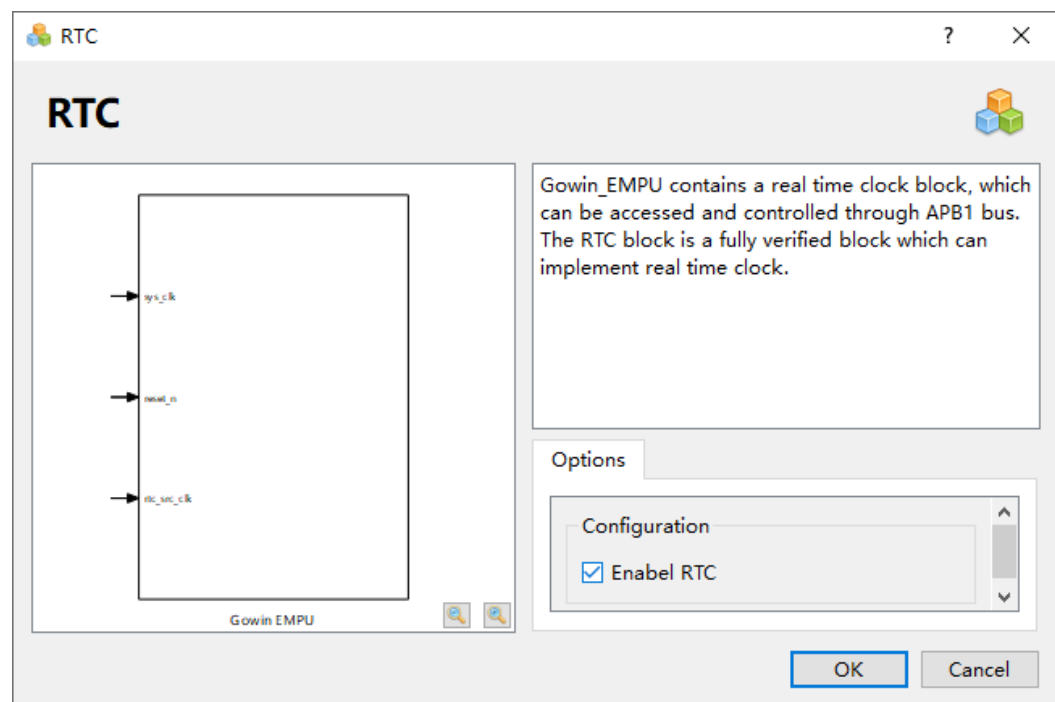 RTC
?
RTC
sys_clk
reset_n
rtc_src_clk
Gowin EMPU
Gowin_EMPU contains a real time clock block, which
can be accessed and controlled through APB1 bus.
The RTC block is a fully verified block which can
implement real time clock.
Options
Configuration
Enabel RTC
OK
Cancel